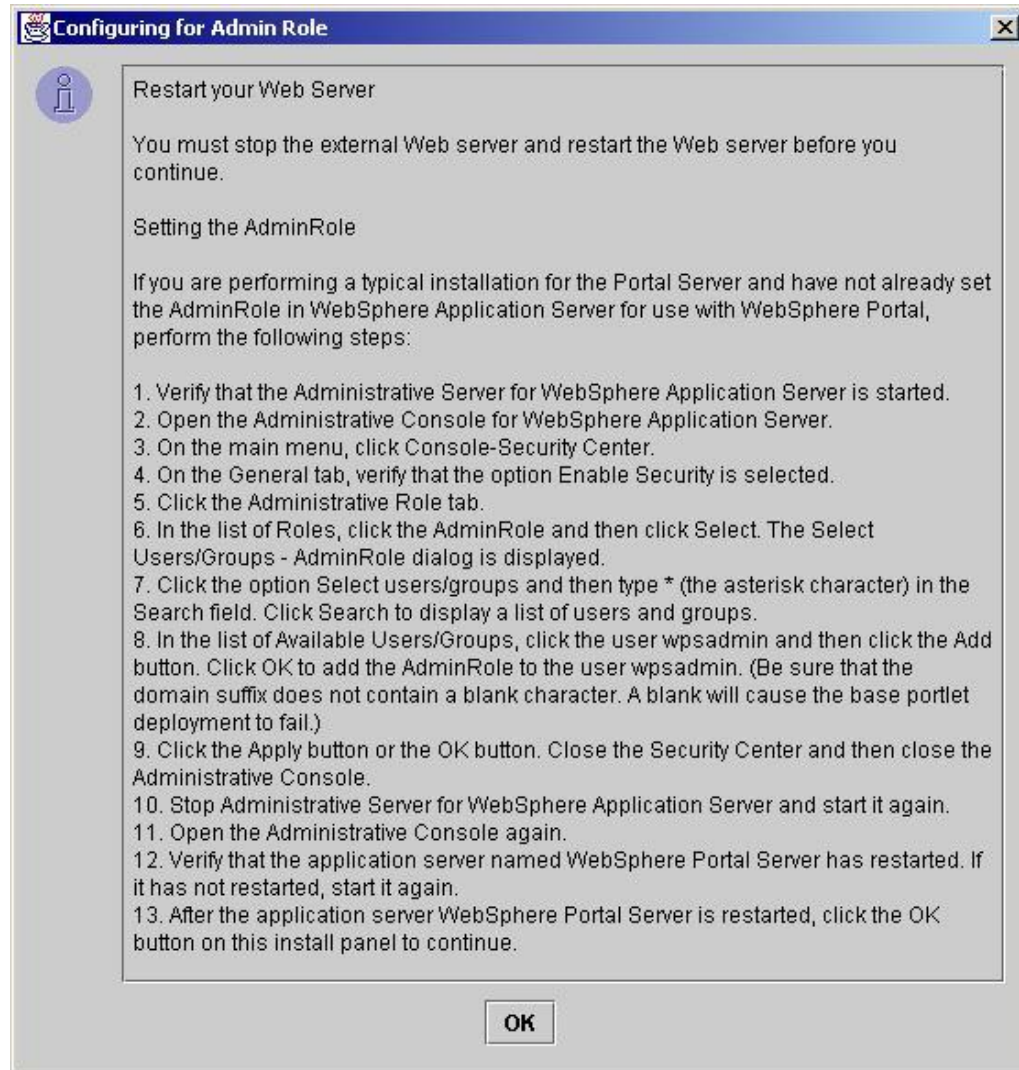 Configuring for Admin Role
Restart your Web Server
You must stop the external Web server and restart the Web server before you
continue.
Setting the AdminRole
If you are performing a typical installation for the Portal Server and have not already set
the AdminRole in WebSphere Application Server for use with WebSphere Portal,
perform the following steps:
1. Verify that the Administrative Server for WebSphere Application Server is started.
2. Open the Administrative Console for WebSphere Application Server.
3. On the main menu, click Console-Security Center.
4. On the General tab, verify that the option Enable Security is selected.
5. Click the Administrative Role tab.
6. In the list of Roles, click the AdminRole and then click Select. The Select
Users/Groups - AdminRole dialog is displayed.
7. Click the option Select users/groups and then type * (the asterisk character) in the
Search field. Click Search to display a list of users and groups.
8. In the list of Available Users/Groups, click the user wpsadmin and then click the Add
button. Click OK to add the AdminRole to the user wpsadmin. (Be sure that the
domain suffix does not contain a blank character. A blank will cause the base portlet
deployment to fail.)
9. Click the Apply button or the OK button. Close the Security Center and then close the
Administrative Console.
10. Stop Administrative Server for WebSphere Application Server and start it again.
11. Open the Administrative Console again.
12. Verify that the application server named WebSphere Portal Server has restarted. If
it has not restarted, start it again.
13. After the application server WebSphere Portal Server is restarted, click the OK
button on this install panel to continue.
OK